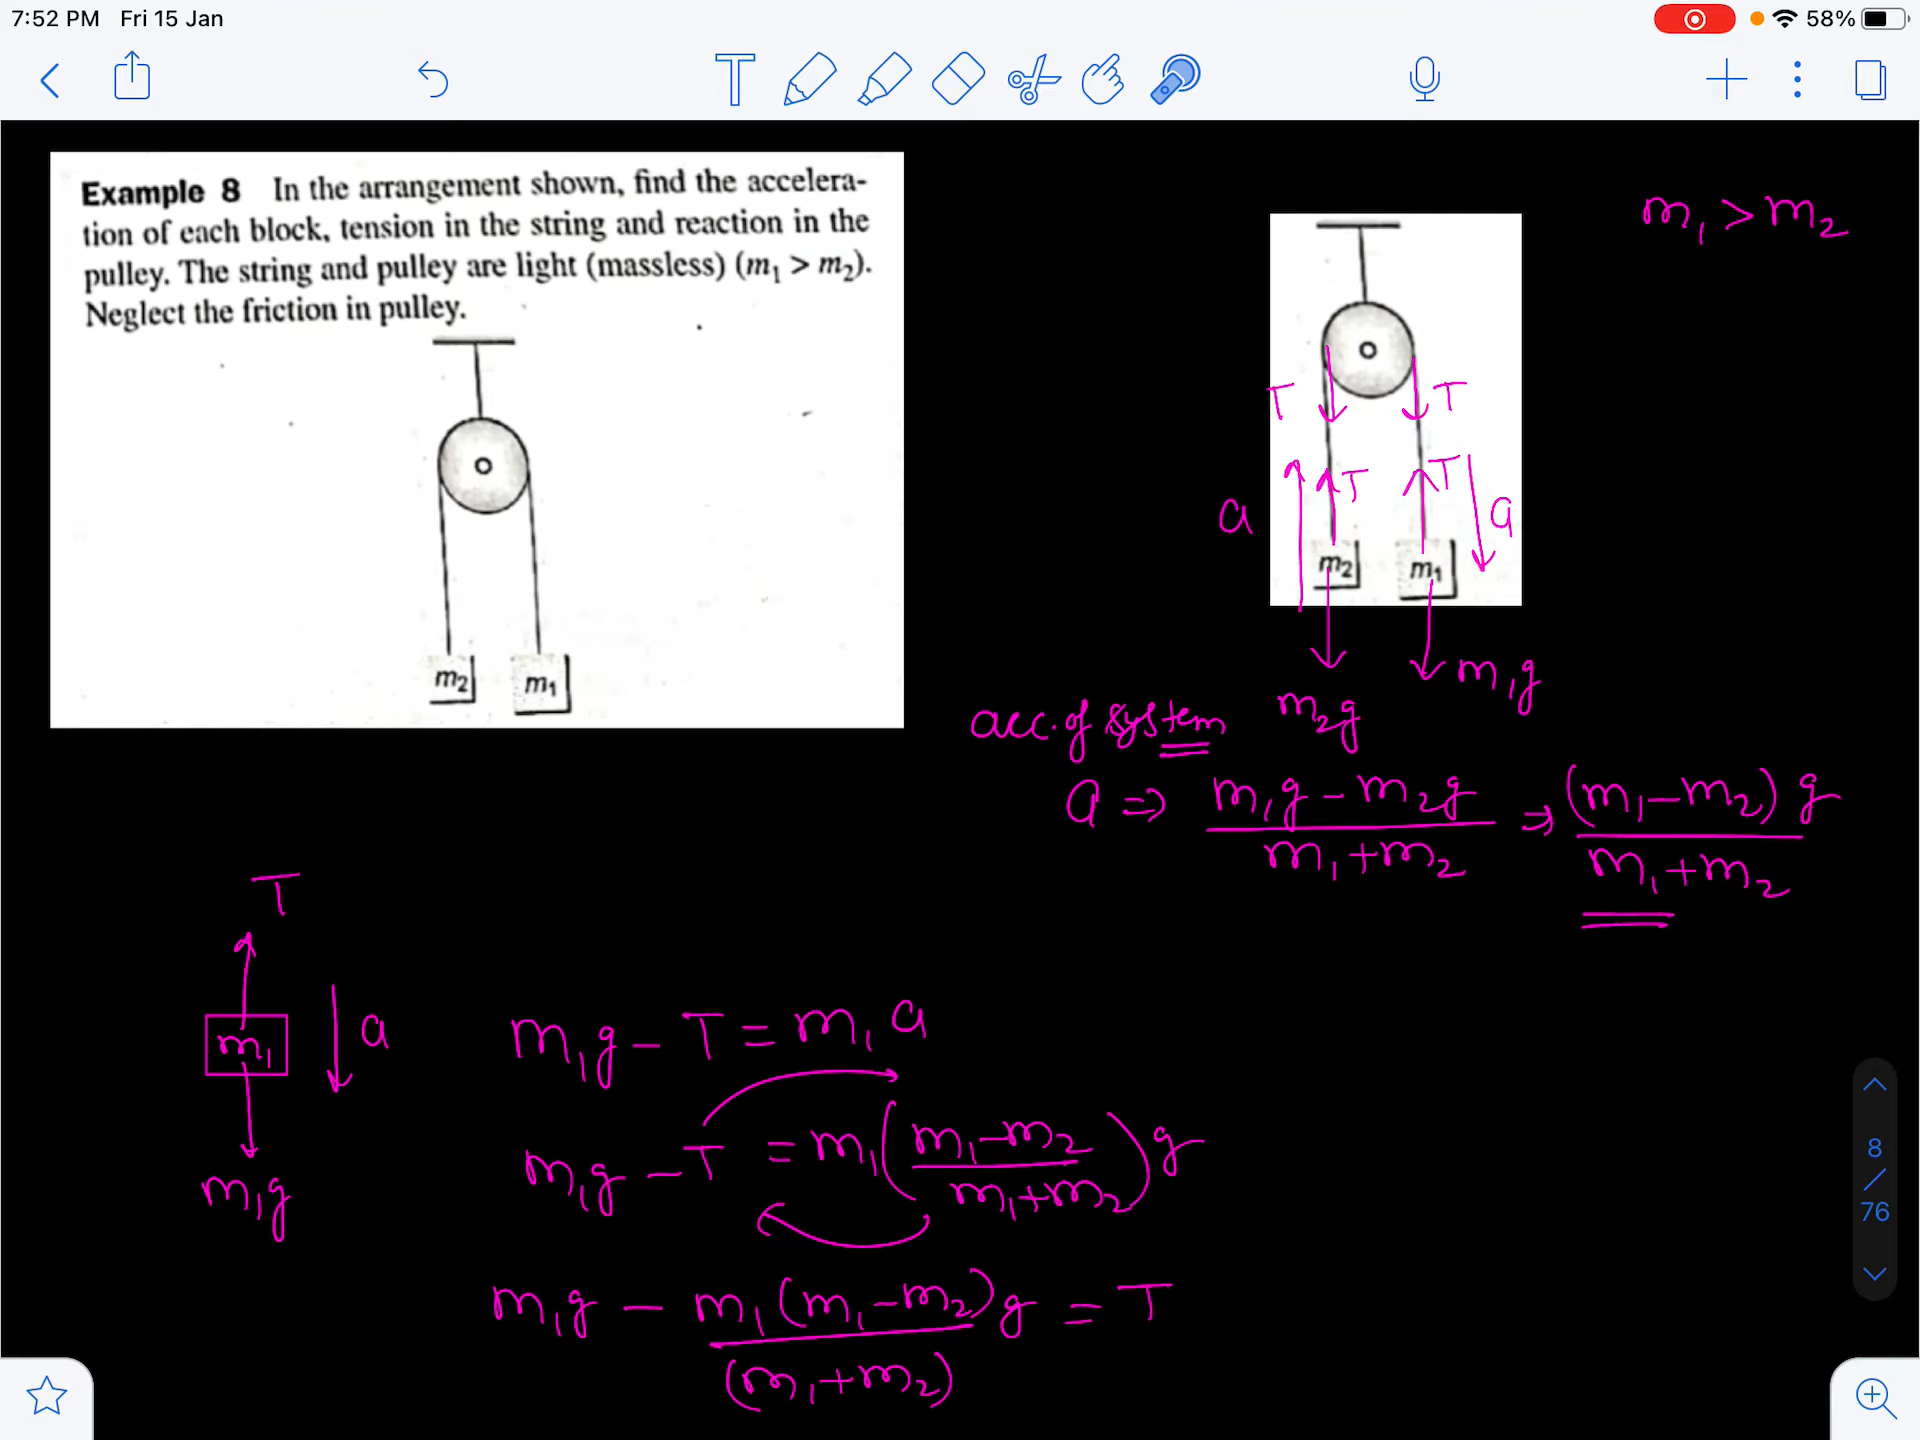 7:52 PM Fri 15 Jan
58%
Example 8 In the arrangement shown, find the accelera-
tion of each block, tension in the string and reaction in the
pulley. The string and pulley are light (massless) (m₁ > m₂).
Neglect the friction in pulley.
m₂ m₁
m₁ > m₂
T T
T T
a a
m₂ m₁
m₁g
m₂g
acc. of system
a ⇒ (m₁g - m₂g)/(m₁+m₂) ⇒ (m₁-m₂)g/(m₁+m₂)
T
m₁ a
m₁g
m₁g - T = m₁a
m₁g - T = m₁((m₁-m₂)/(m₁+m₂))g
m₁g - m₁(m₁-m₂)g/(m₁+m₂) = T
8
/
76